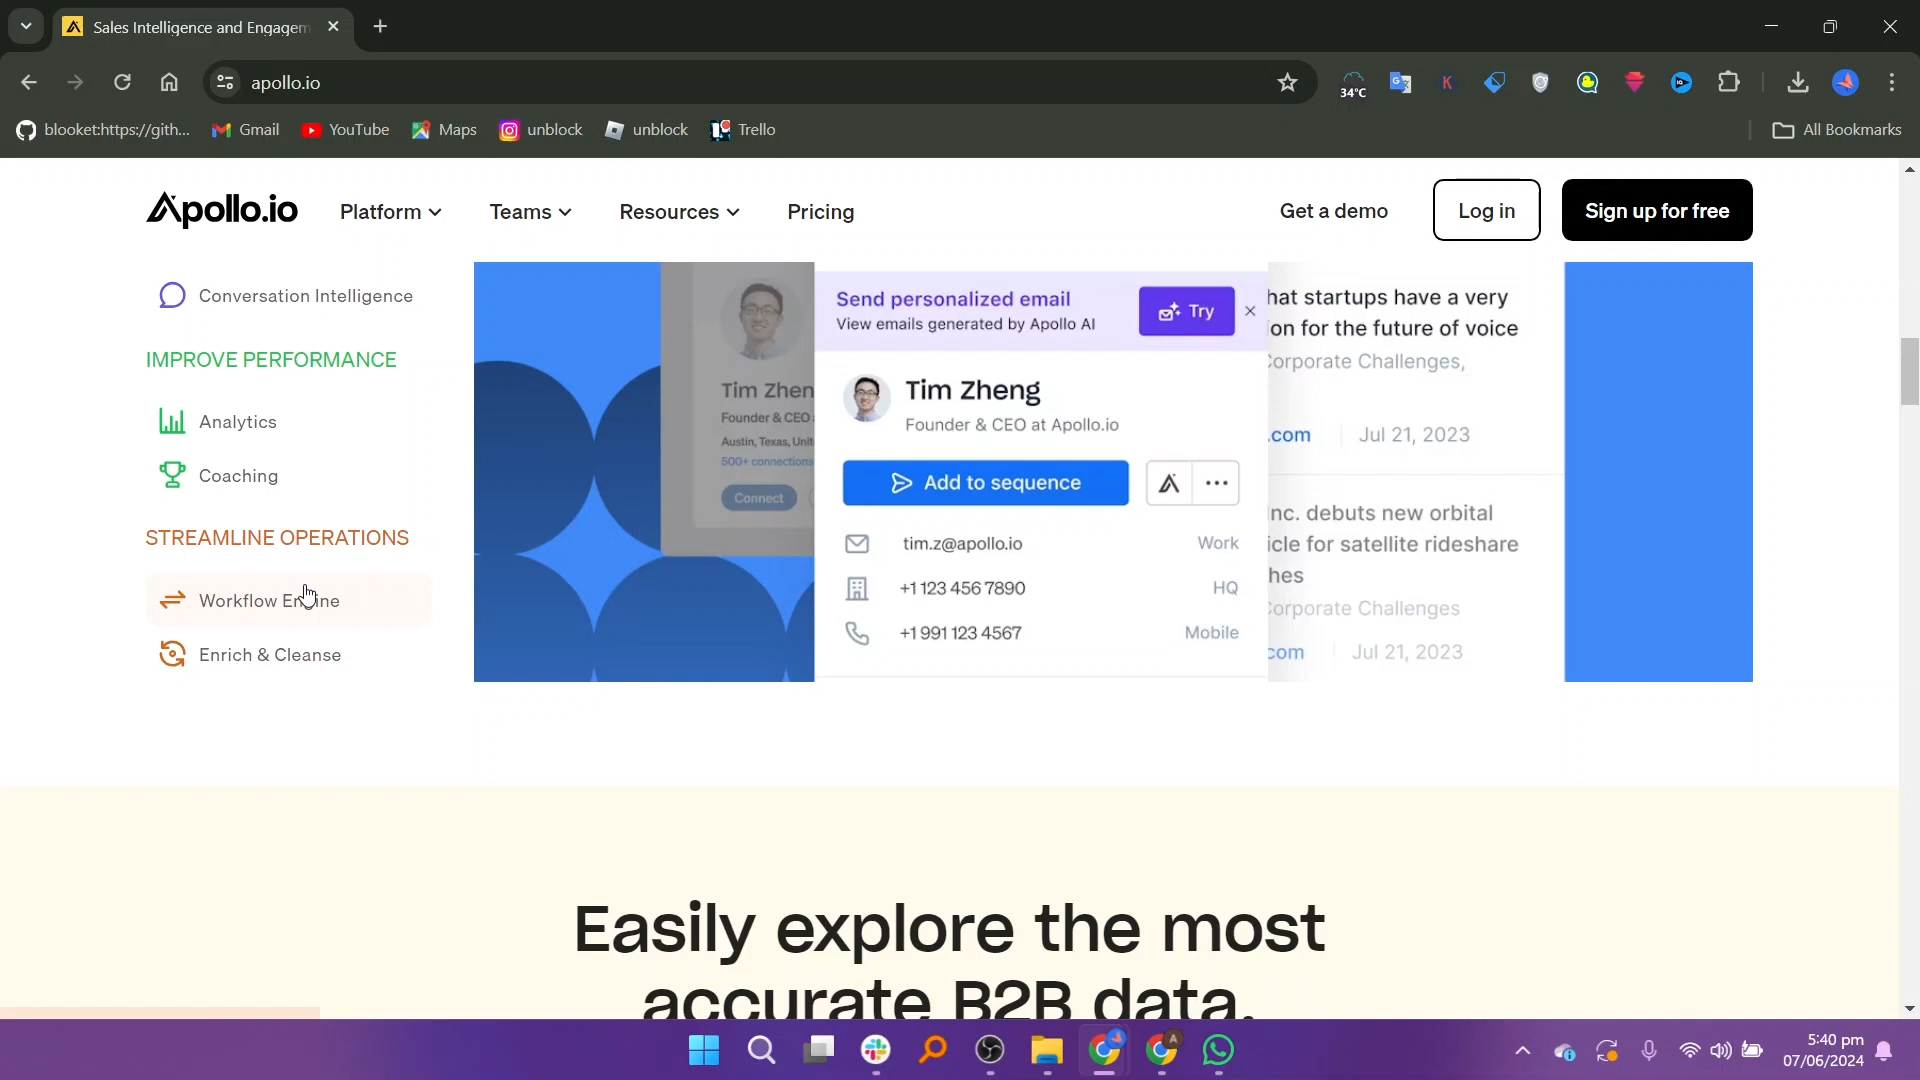 Sales Intelligence and Engagem
apollo.io
34°C
blooket:https://gith...
Gmail
YouTube
Maps
unblock
unblock
Trello
All Bookmarks
Apollo.io
Platform
Teams
Resources
Pricing
Get a demo
Log in
Sign up for free
Conversation Intelligence
IMPROVE PERFORMANCE
Analytics
Coaching
STREAMLINE OPERATIONS
Workflow Engine
Enrich & Cleanse
Tim Zhen
Founder & CEO
Austin, Texas, Unit
500+ connections
Connect
Send personalized email
View emails generated by Apollo AI
Try
Tim Zheng
Founder & CEO at Apollo.io
Add to sequence
tim.z@apollo.io
Work
+1 123 456 7890
HQ
+1 991 123 4567
Mobile
hat startups have a very
ion for the future of voice
Corporate Challenges,
.com
Jul 21, 2023
nc. debuts new orbital
icle for satellite rideshare
hes
Corporate Challenges
com
Jul 21, 2023
Easily explore the most
accurate B2B data.
5:40 pm
07/06/2024